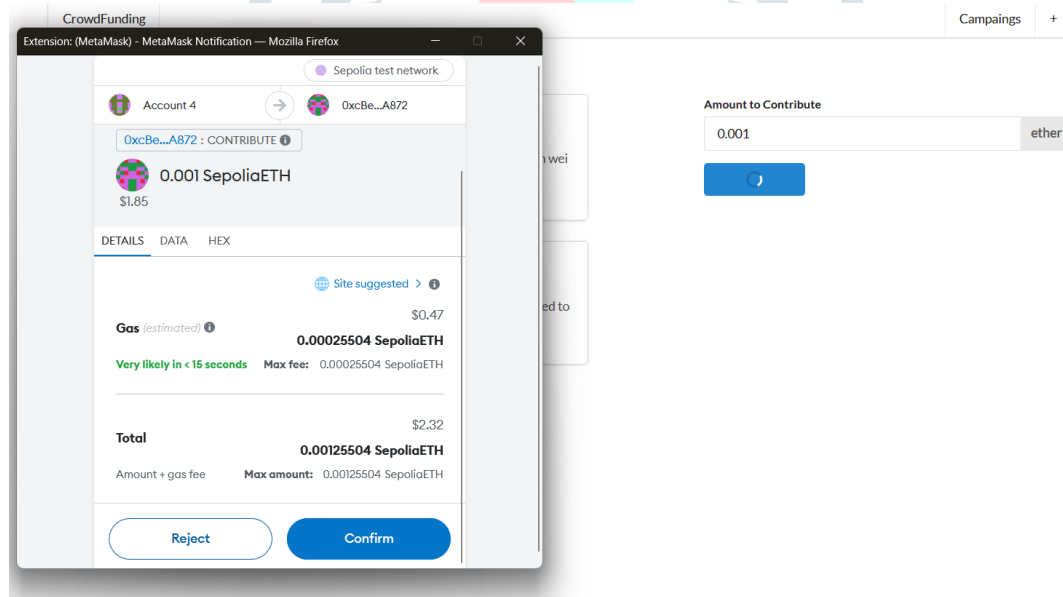 CrowdFunding
Campaings +
Extension: (MetaMask) - MetaMask Notification — Mozilla Firefox
Sepolia test network
Account 4
0xcBe...A872
0xcBe...A872 : CONTRIBUTE
0.001 SepoliaETH
$1.85
DETAILS DATA HEX
Site suggested >
$0.47
Gas (estimated)
0.00025504 SepoliaETH
Very likely in < 15 seconds Max fee: 0.00025504 SepoliaETH
$2.32
Total
0.00125504 SepoliaETH
Amount + gas fee Max amount: 0.00125504 SepoliaETH
Reject Confirm
wei
ed to
Amount to Contribute
0.001 ether